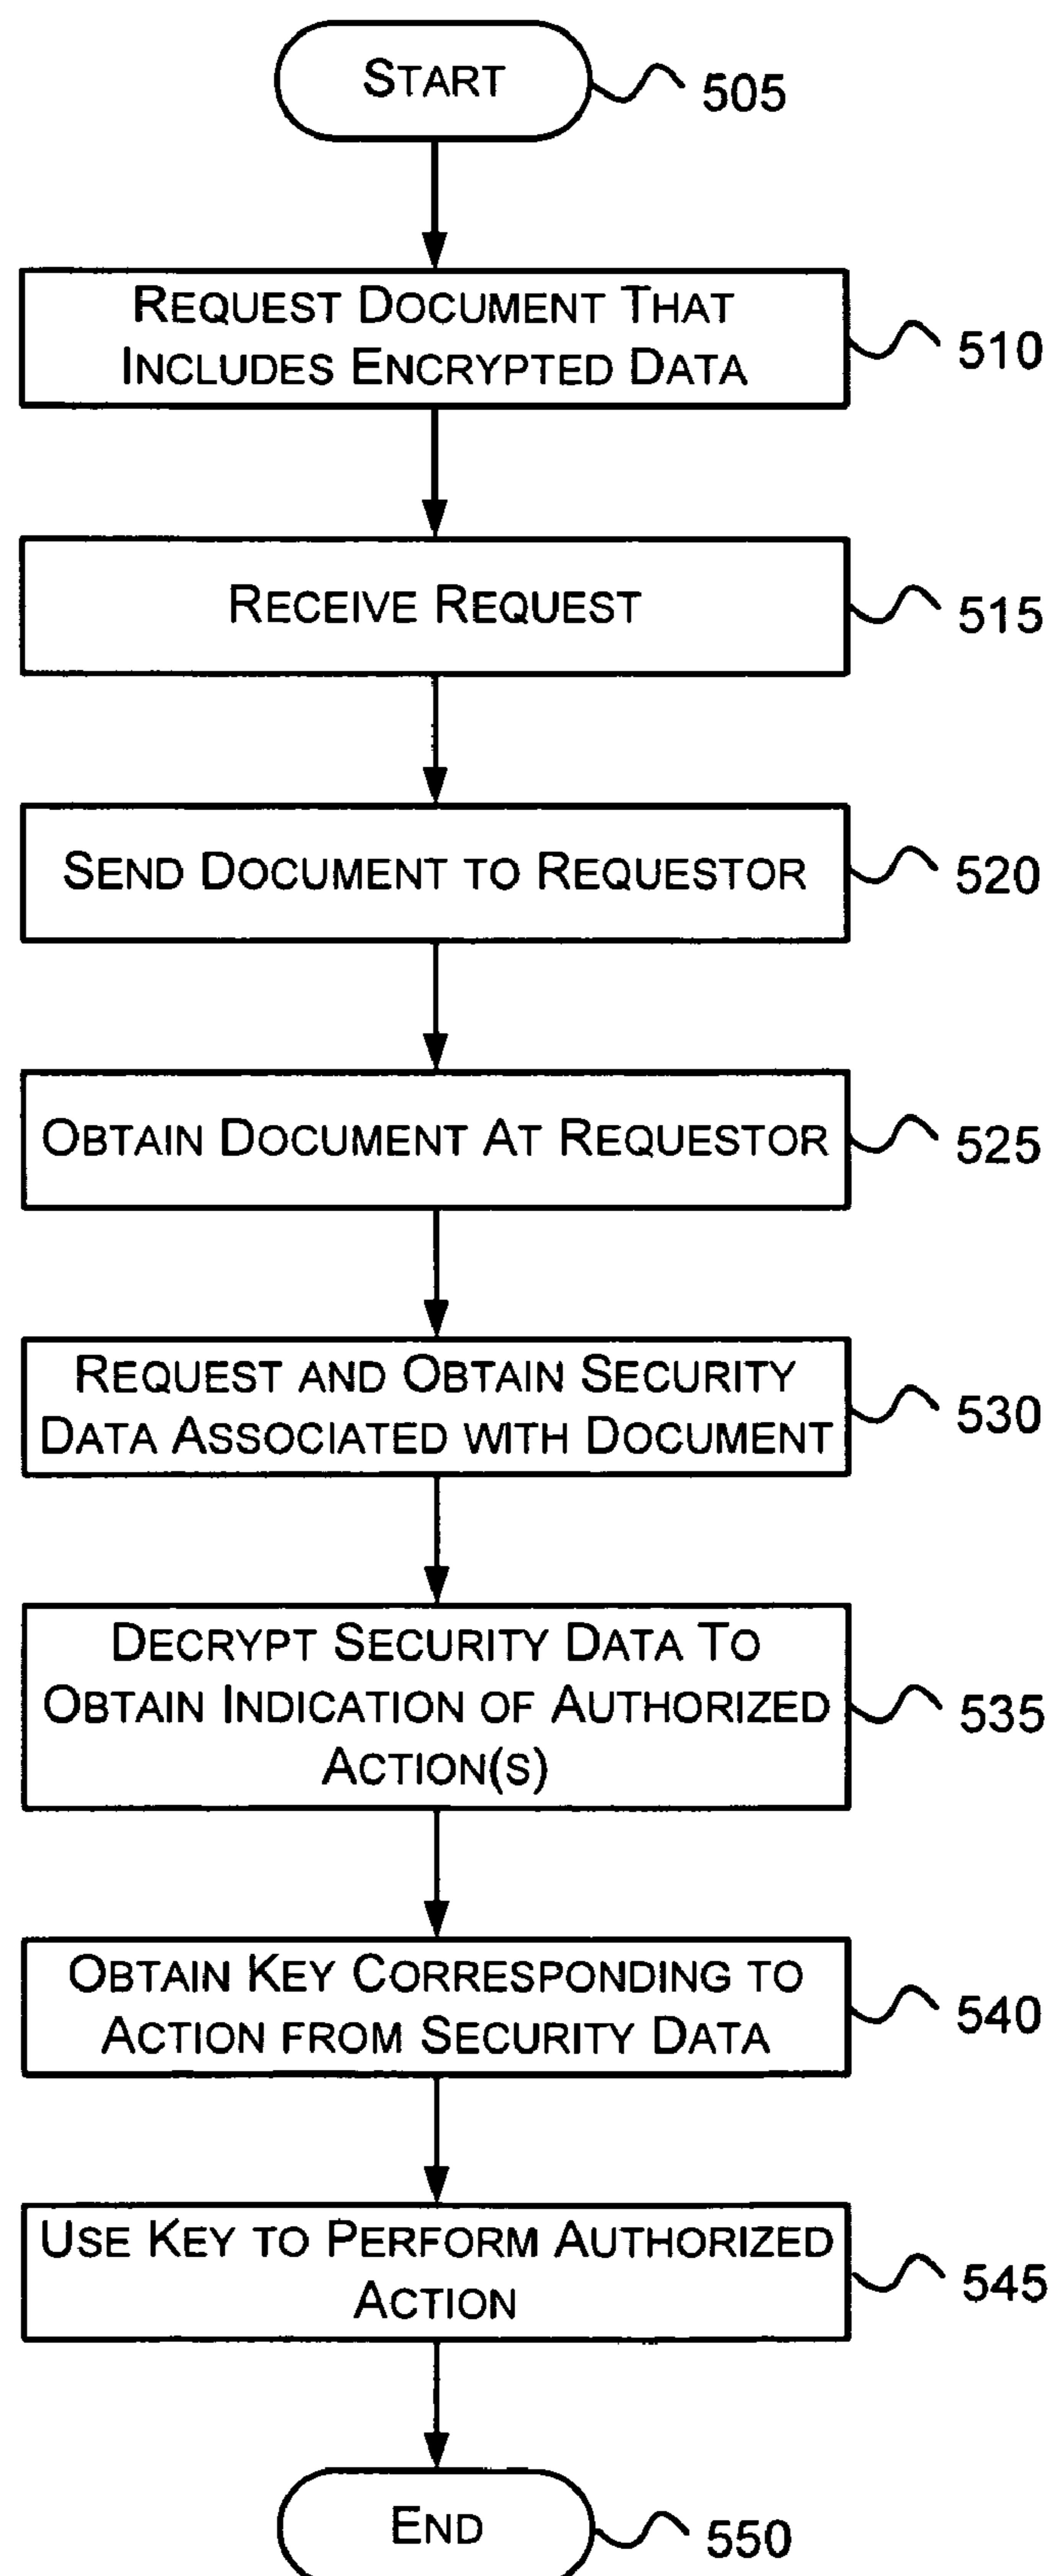 START
505
REQUEST DOCUMENT THAT
INCLUDES ENCRYPTED DATA
510
RECEIVE REQUEST
515
SEND DOCUMENT TO REQUESTOR
520
OBTAIN DOCUMENT AT REQUESTOR
525
REQUEST AND OBTAIN SECURITY
DATA ASSOCIATED WITH DOCUMENT
530
DECRYPT SECURITY DATA TO
OBTAIN INDICATION OF AUTHORIZED
ACTION(S)
535
OBTAIN KEY CORRESPONDING TO
ACTION FROM SECURITY DATA
540
USE KEY TO PERFORM AUTHORIZED
ACTION
545
END
550